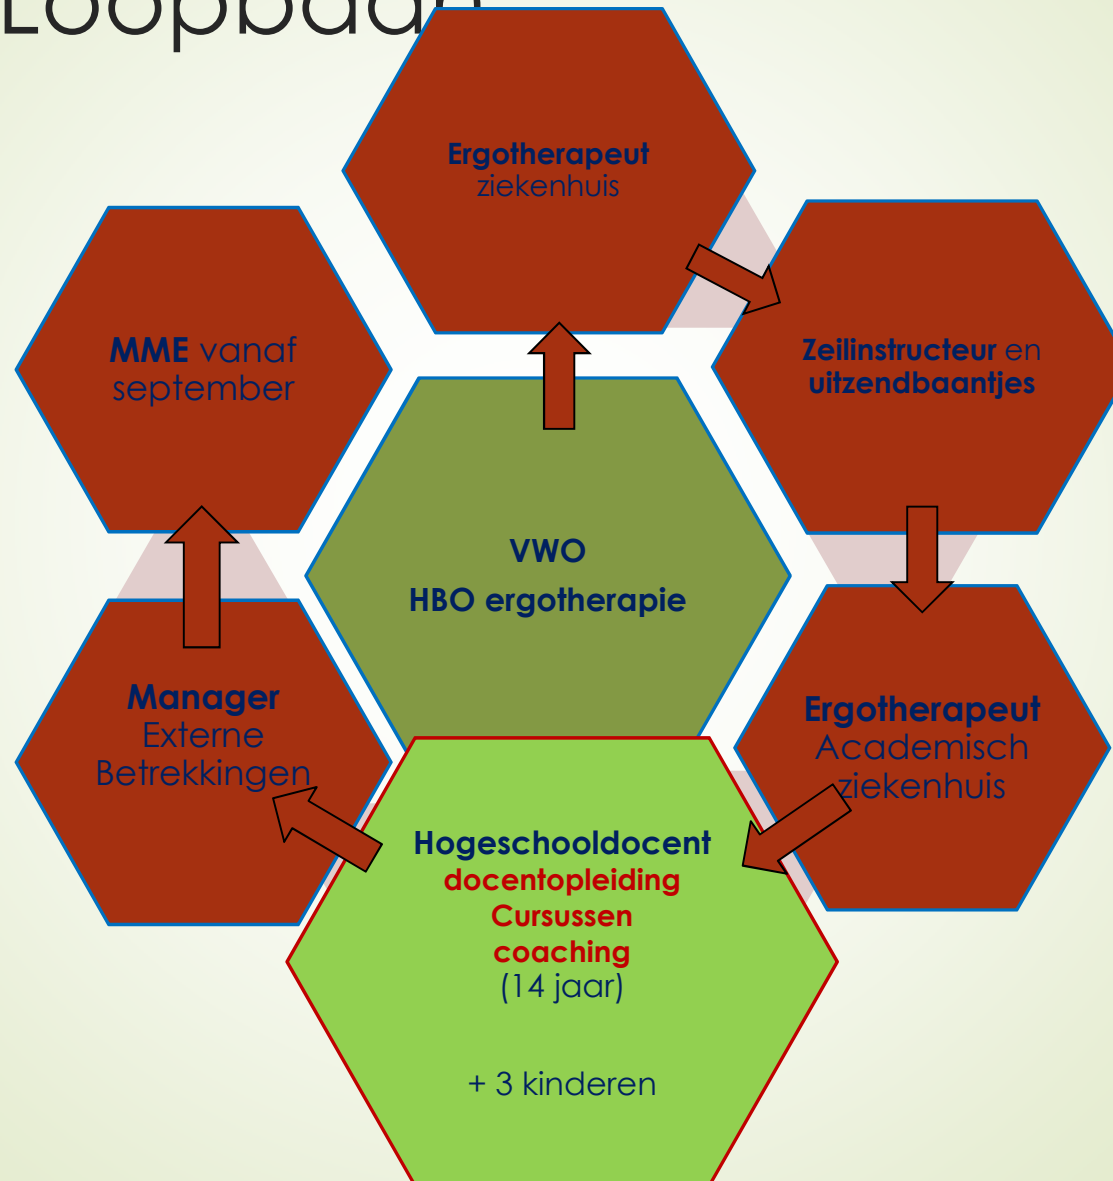 Loopbaan
Ergotherapeut
ziekenhuis
Zeilinstructeur en
uitzendbaantjes
MME vanaf
september
VWO
HBO ergotherapie
Ergotherapeut
Academisch
ziekenhuis
Manager
Externe
Betrekkingen
Hogeschooldocent
docentopleiding
Cursussen
coaching
(14 jaar)
+ 3 kinderen